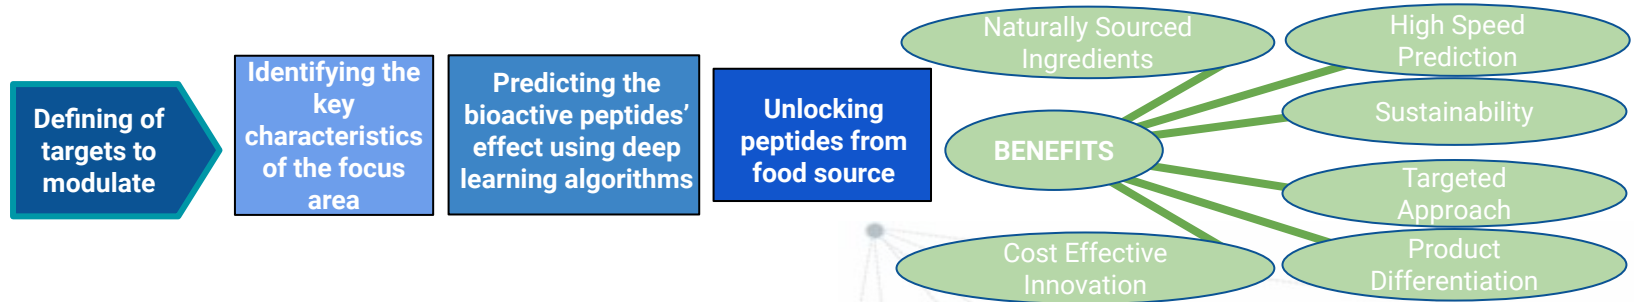 Defining of
targets to
modulate
Identifying the
key
characteristics
of the focus
area
Predicting the
bioactive peptides’
effect using deep
learning algorithms
Unlocking
peptides from
food source
BENEFITS
Naturally Sourced
Ingredients
High Speed
Prediction
Sustainability
Targeted
Approach
Product
Differentiation
Cost Effective
Innovation